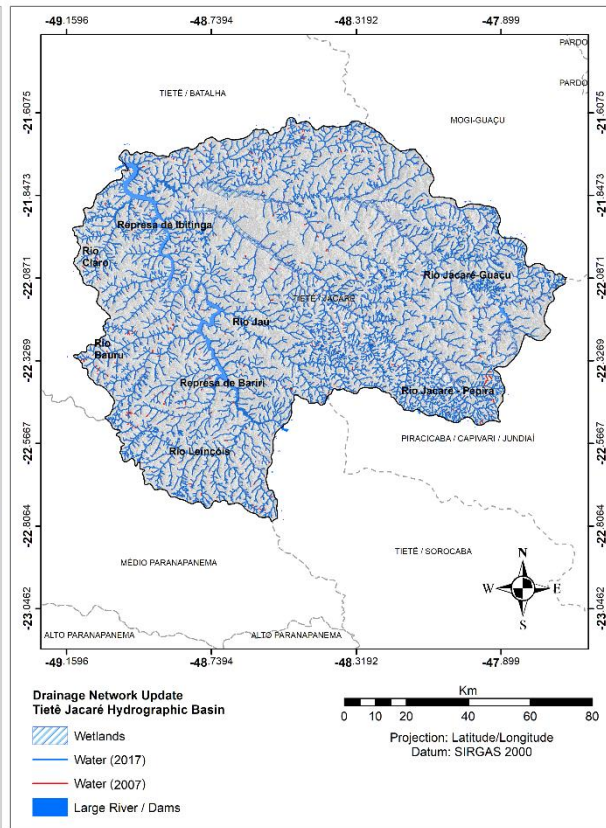 -49.1596 -48.7394 -48.3192 -47.899
PARDO
PARDO
TIETÊ / BATALHA
MOGI-GUAÇU
-21.6075 -21.6075
-21.8473 -21.8473
Represa de Ibitinga
Rio
Claro
-22.0871 -22.0871
Rio Jacaré-Guaçu
TIETÊ / JACARÉ
Rio Jaú
-22.3269 -22.3269
Rio
Bauru
Represa de Bariri
Rio Jacaré - Pepira
-22.5667 -22.5667
PIRACICABA / CAPIVARI / JUNDIAÍ
Rio Leinçóis
-22.8064 -22.8064
TIETÊ / SOROCABA
MÉDIO PARANAPANEMA
N
W E
S
-23.0462 -23.0462
ALTO PARANAPANEMA ALTO PARANAPANEMA
-49.1596 -48.7394 -48.3192 -47.899
Drainage Network Update
Tietê Jacaré Hydrographic Basin
Wetlands
Water (2017)
Water (2007)
Large River / Dams
Km
0 5 10 20 40 60 80
Projection: Latitude/Longitude
Datum: SIRGAS 2000